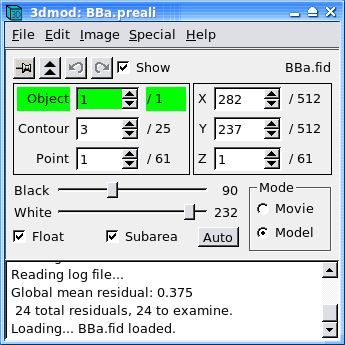 3dmod: BBa.preali
File Edit Image Special Help
Show BBa.fid
Object 1 / 1 X 282 / 512
Contour 3 / 25 Y 237 / 512
Point 1 / 61 Z 1 / 61
Black 90 Mode
White 232 Movie
Float Subarea Auto Model
Reading log file...
Global mean residual: 0.375
24 total residuals, 24 to examine.
Loading... BBa.fid loaded.